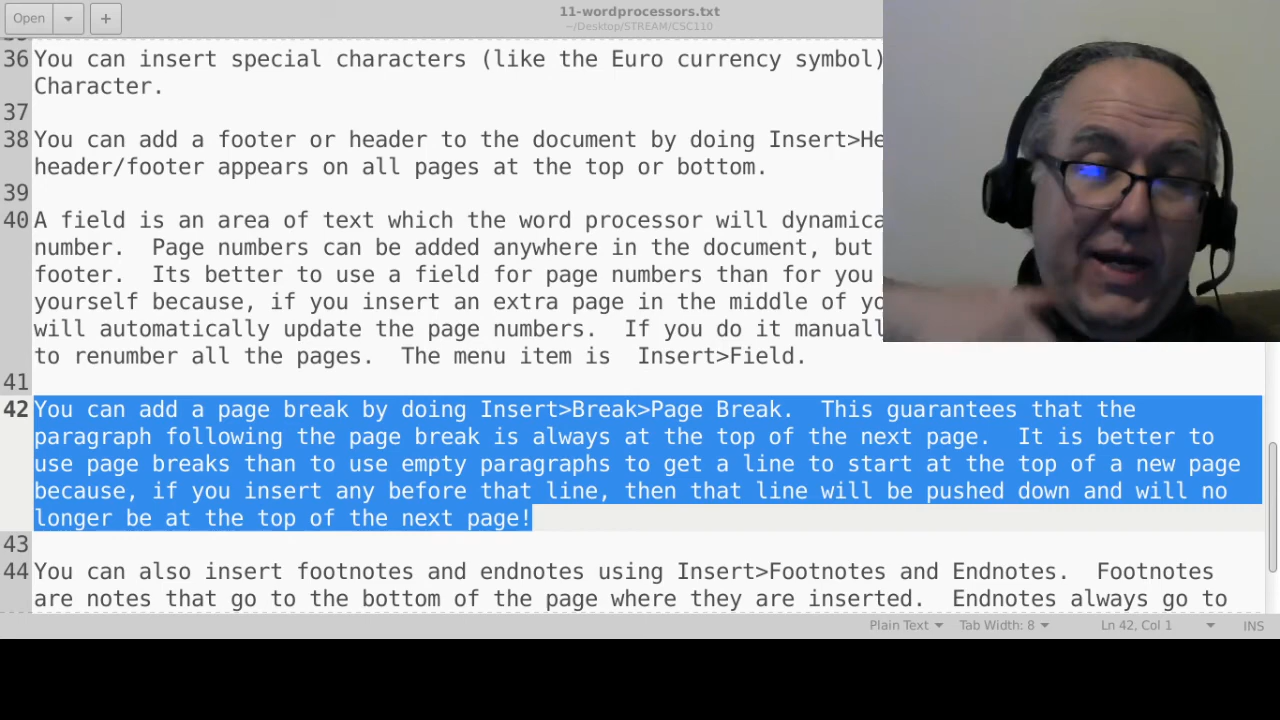 Open
11-wordprocessors.txt
~/Desktop/STREAM/CSC110
36 You can insert special characters (like the Euro currency symbol)
Character.
37
38 You can add a footer or header to the document by doing Insert>He
header/footer appears on all pages at the top or bottom.
39
40 A field is an area of text which the word processor will dynamica
number.  Page numbers can be added anywhere in the document, but
footer.  Its better to use a field for page numbers than for you
yourself because, if you insert an extra page in the middle of yo
will automatically update the page numbers.  If you do it manuall
to renumber all the pages.  The menu item is  Insert>Field.
41
42 You can add a page break by doing Insert>Break>Page Break.  This guarantees that the
paragraph following the page break is always at the top of the next page.  It is better to
use page breaks than to use empty paragraphs to get a line to start at the top of a new page
because, if you insert any before that line, then that line will be pushed down and will no
longer be at the top of the next page!
43
44 You can also insert footnotes and endnotes using Insert>Footnotes and Endnotes.  Footnotes
are notes that go to the bottom of the page where they are inserted.  Endnotes always go to
Plain Text Tab Width: 8 Ln 42, Col 1 INS